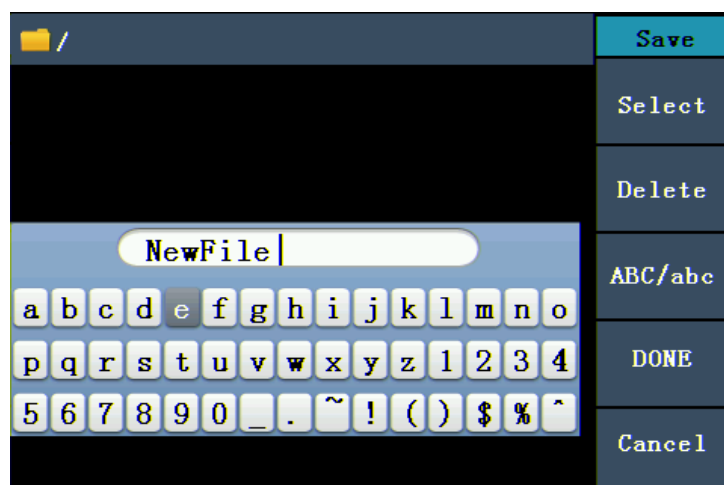 /
Save
Select
Delete
NewFile
ABC/abc
a b c d e f g h i j k l m n o
p q r s t u v w x y z 1 2 3 4
DONE
5 6 7 8 9 0 _ . ~ ! ( ) $ % ^
Cancel